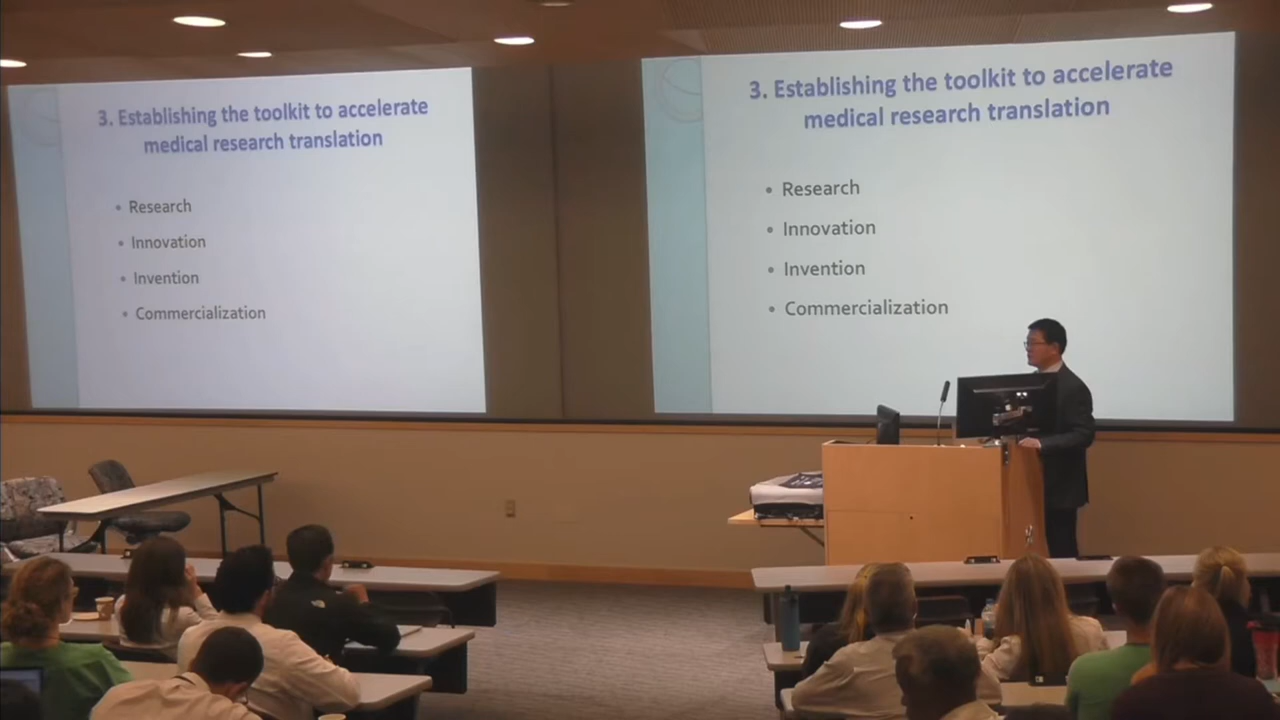 3. Establishing the toolkit to accelerate
medical research translation
• Research
• Innovation
• Invention
• Commercialization
3. Establishing the toolkit to accelerate
medical research translation
• Research
• Innovation
• Invention
• Commercialization